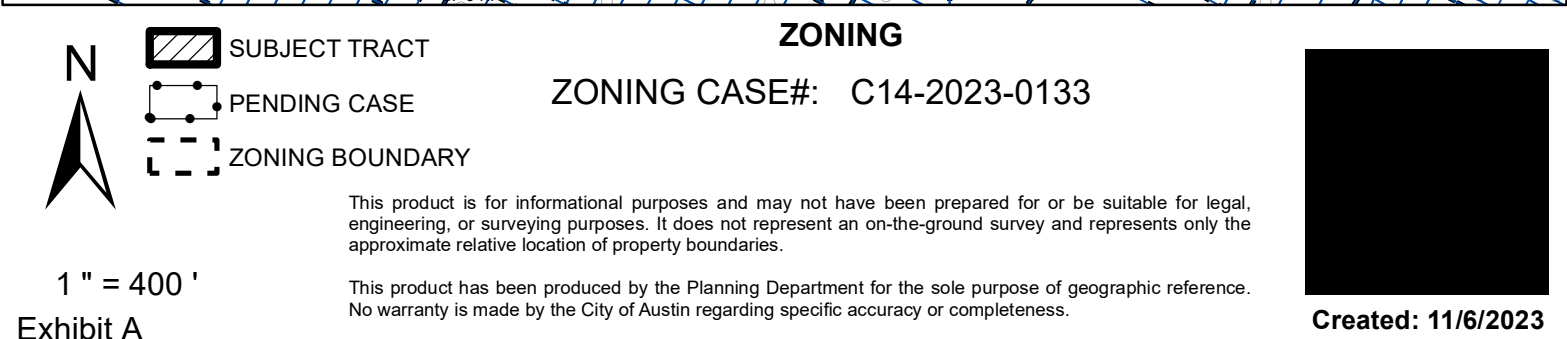 ZONING
ZONING CASE#: C14-2023-0133
N
SUBJECT TRACT
PENDING CASE
ZONING BOUNDARY
This product is for informational purposes and may not have been prepared for or be suitable for legal,
engineering, or surveying purposes. It does not represent an on-the-ground survey and represents only the
approximate relative location of property boundaries.
1 " = 400 '
This product has been produced by the Planning Department for the sole purpose of geographic reference.
No warranty is made by the City of Austin regarding specific accuracy or completeness.
Exhibit A
Created: 11/6/2023